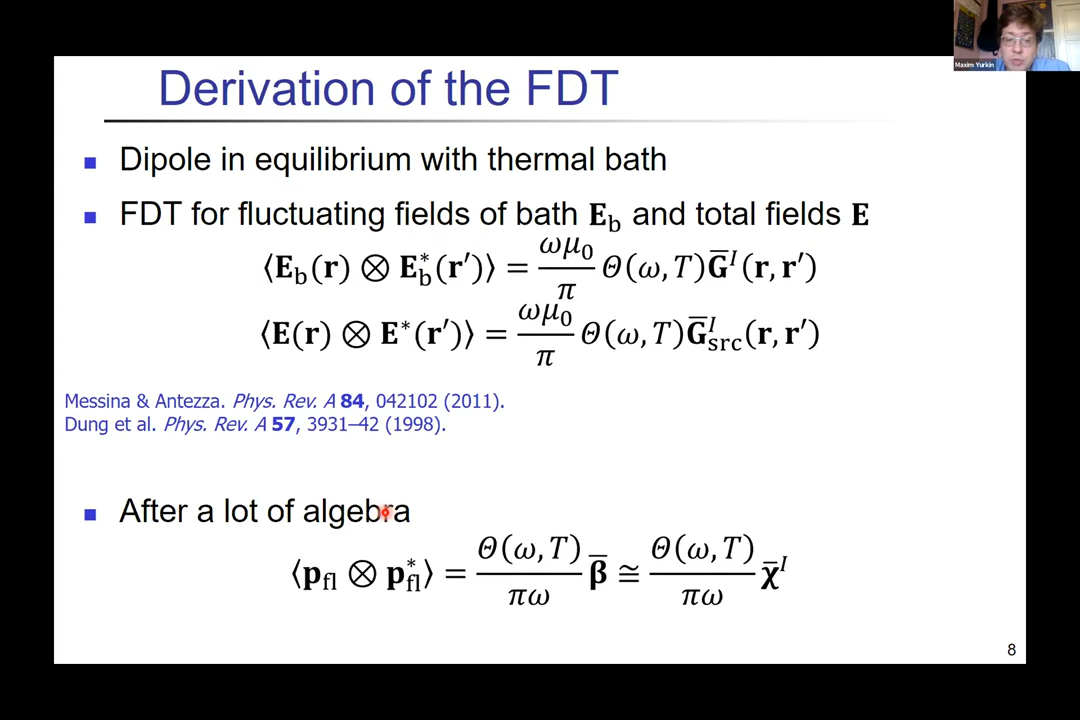 Maxim Yurkin
Derivation of the FDT
■ Dipole in equilibrium with thermal bath
■ FDT for fluctuating fields of bath 𝐄_b and total fields 𝐄
⟨𝐄_b(𝐫) ⊗ 𝐄_b^*(𝐫′)⟩ = (ωμ_0/π) Θ(ω, T) 𝐆̅^I(𝐫, 𝐫′)
⟨𝐄(𝐫) ⊗ 𝐄^*(𝐫′)⟩ = (ωμ_0/π) Θ(ω, T) 𝐆̅^I_src(𝐫, 𝐫′)
Messina & Antezza. Phys. Rev. A 84, 042102 (2011).
Dung et al. Phys. Rev. A 57, 3931–42 (1998).
■ After a lot of algebra
⟨𝐩_fl ⊗ 𝐩_fl^*⟩ = (Θ(ω, T)/πω) 𝛃̅ ≅ (Θ(ω, T)/πω) 𝛘̅^I
8